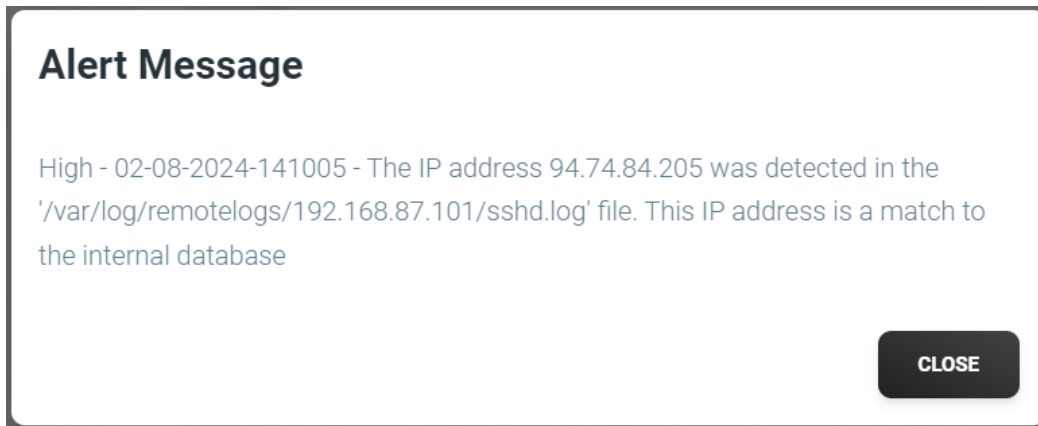 Alert Message
High - 02-08-2024-141005 - The IP address 94.74.84.205 was detected in the
'/var/log/remotelogs/192.168.87.101/sshd.log' file. This IP address is a match to
the internal database
CLOSE